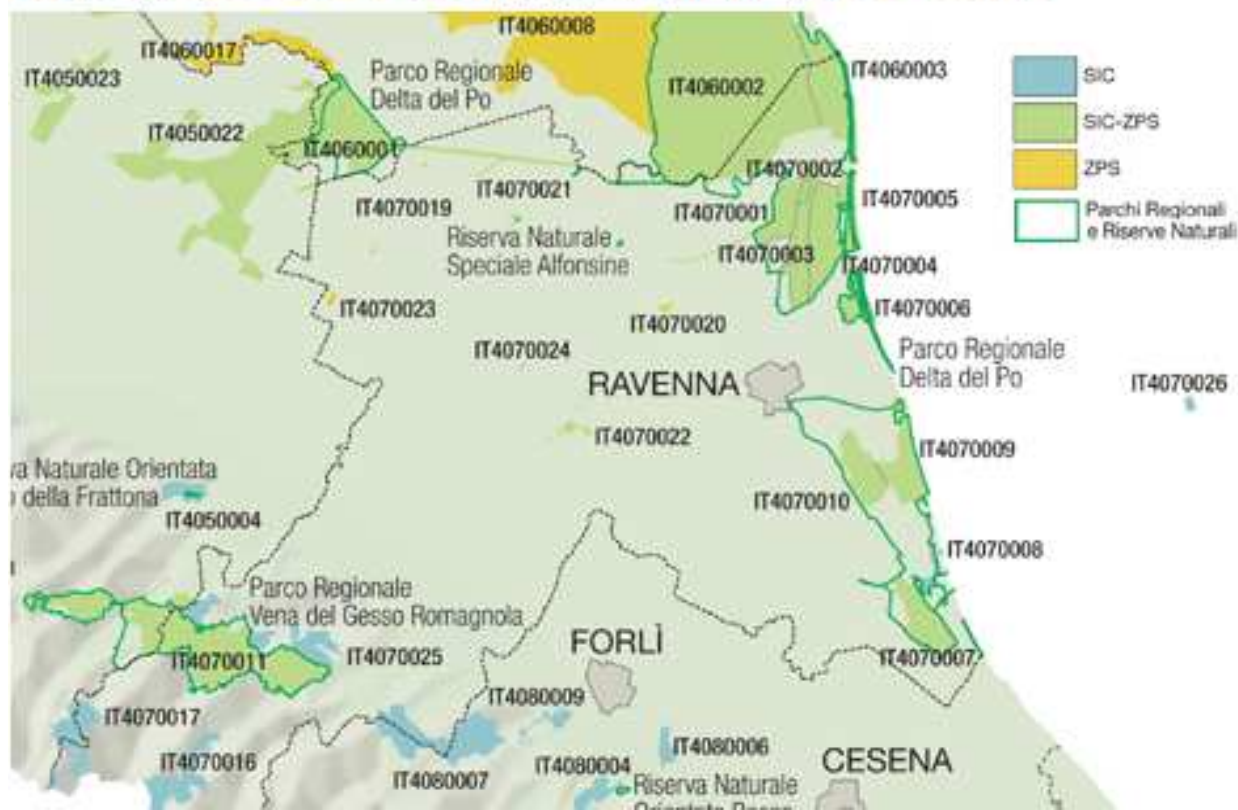 IT4060008
IT4060017
IT4050023
Parco Regionale
Delta del Po
IT4060002
IT4060003
SIC
SIC-ZPS
ZPS
Parchi Regionali
e Riserve Naturali
IT4050022
IT4060001
IT4070002
IT4070021
IT4070019
IT4070001
IT4070005
Riserva Naturale
Speciale Alfonsine
IT4070003
IT4070004
IT4070023
IT4070020
IT4070006
IT4070024
Parco Regionale
Delta del Po
RAVENNA
IT4070026
IT4070022
IT4070009
va Naturale Orientata
della Frattona
IT4050004
IT4070010
IT4070008
Parco Regionale
Vena del Gesso Romagnola
FORLÌ
IT4070011
IT4070025
IT4070007
IT4080009
IT4070017
IT4070016
IT4080007
IT4080004
IT4080006
CESENA
Riserva Naturale
Orientata Bosco